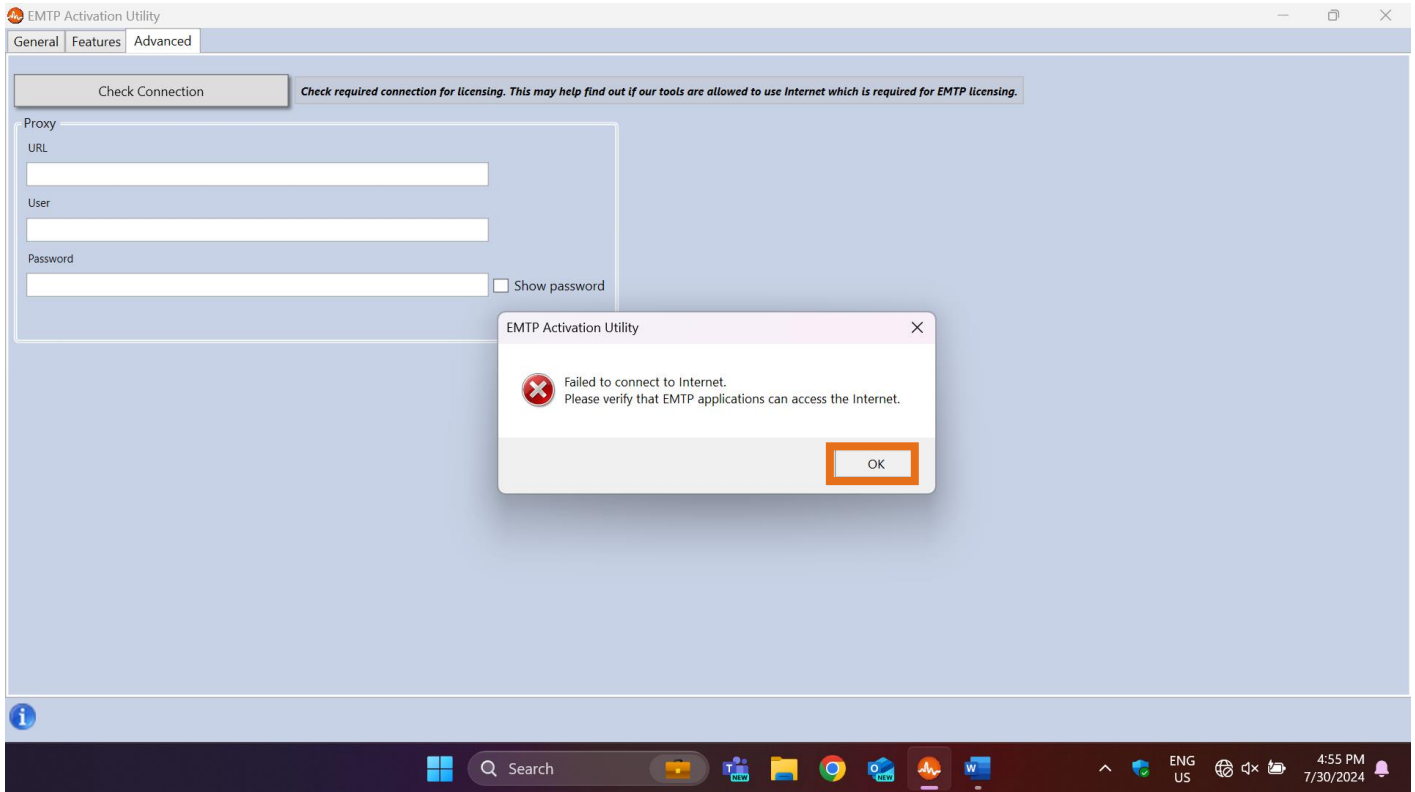 EMTP Activation Utility
General Features Advanced
Check Connection
Check required connection for licensing. This may help find out if our tools are allowed to use Internet which is required for EMTP licensing.
Proxy
URL
User
Password
Show password
EMTP Activation Utility
Failed to connect to Internet.
Please verify that EMTP applications can access the Internet.
OK
Search
NEW
NEW
ENG
US
4:55 PM
7/30/2024